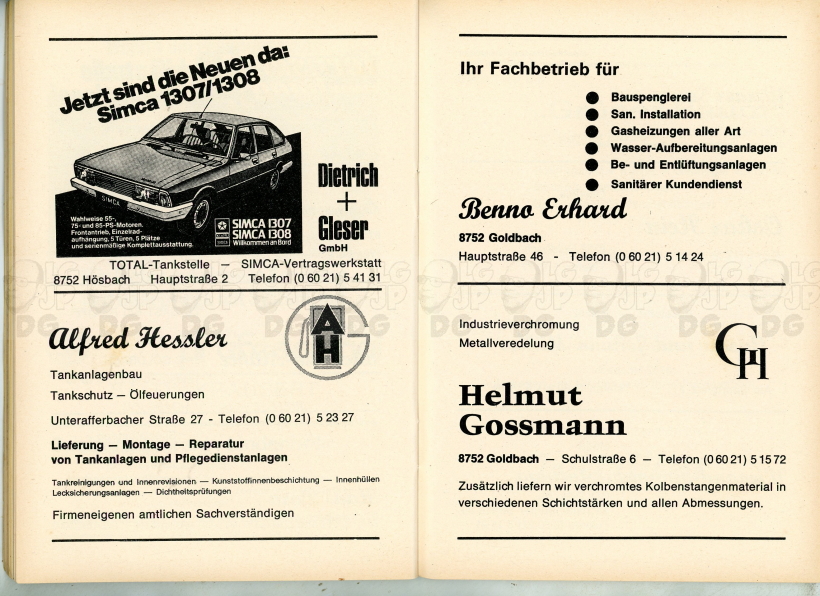 Jetzt sind die Neuen da:
Simca 1307/1308
SIMCA
Wahlweise 55-,
75- und 85-PS-Motoren.
Frontantrieb, Einzelrad-
aufhängung, 5 Türen, 5 Plätze
und serienmäßige Komplettausstattung.
SIMCA 1307
SIMCA 1308
Willkommen an Bord
Dietrich
+
Gleser
GmbH
TOTAL-Tankstelle — SIMCA-Vertragswerkstatt
8752 Hösbach Hauptstraße 2 Telefon (0 60 21) 5 41 31
Alfred Hessler
AH
Tankanlagenbau
Tankschutz — Ölfeuerungen
Unterafferbacher Straße 27 - Telefon (0 60 21) 5 23 27
Lieferung — Montage — Reparatur
von Tankanlagen und Pflegedienstanlagen
Tankreinigungen und Innenrevisionen — Kunststoffinnenbeschichtung — Innenhüllen
Lecksicherungsanlagen — Dichtheitsprüfungen
Firmeneigenen amtlichen Sachverständigen
Ihr Fachbetrieb für
Bauspenglerei
San. Installation
Gasheizungen aller Art
Wasser-Aufbereitungsanlagen
Be- und Entlüftungsanlagen
Sanitärer Kundendienst
Benno Erhard
8752 Goldbach
Hauptstraße 46 - Telefon (0 60 21) 5 14 24
Industrieverchromung
Metallveredelung
GH
Helmut
Gossmann
8752 Goldbach — Schulstraße 6 — Telefon (0 60 21) 5 15 72
Zusätzlich liefern wir verchromtes Kolbenstangenmaterial in
verschiedenen Schichtstärken und allen Abmessungen.